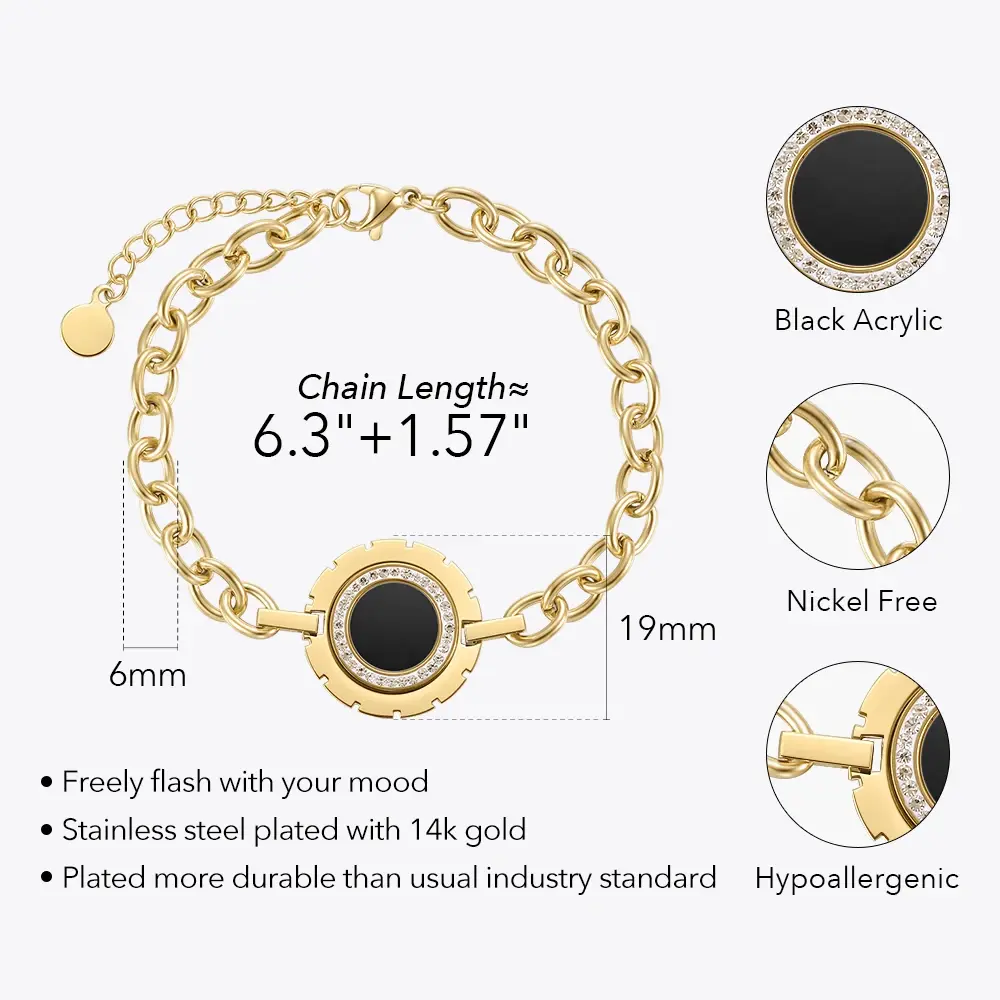 Black Acrylic
Chain Length≈
6.3"+1.57"
Nickel Free
19mm
6mm
• Freely flash with your mood
• Stainless steel plated with 14k gold
• Plated more durable than usual industry standard
Hypoallergenic